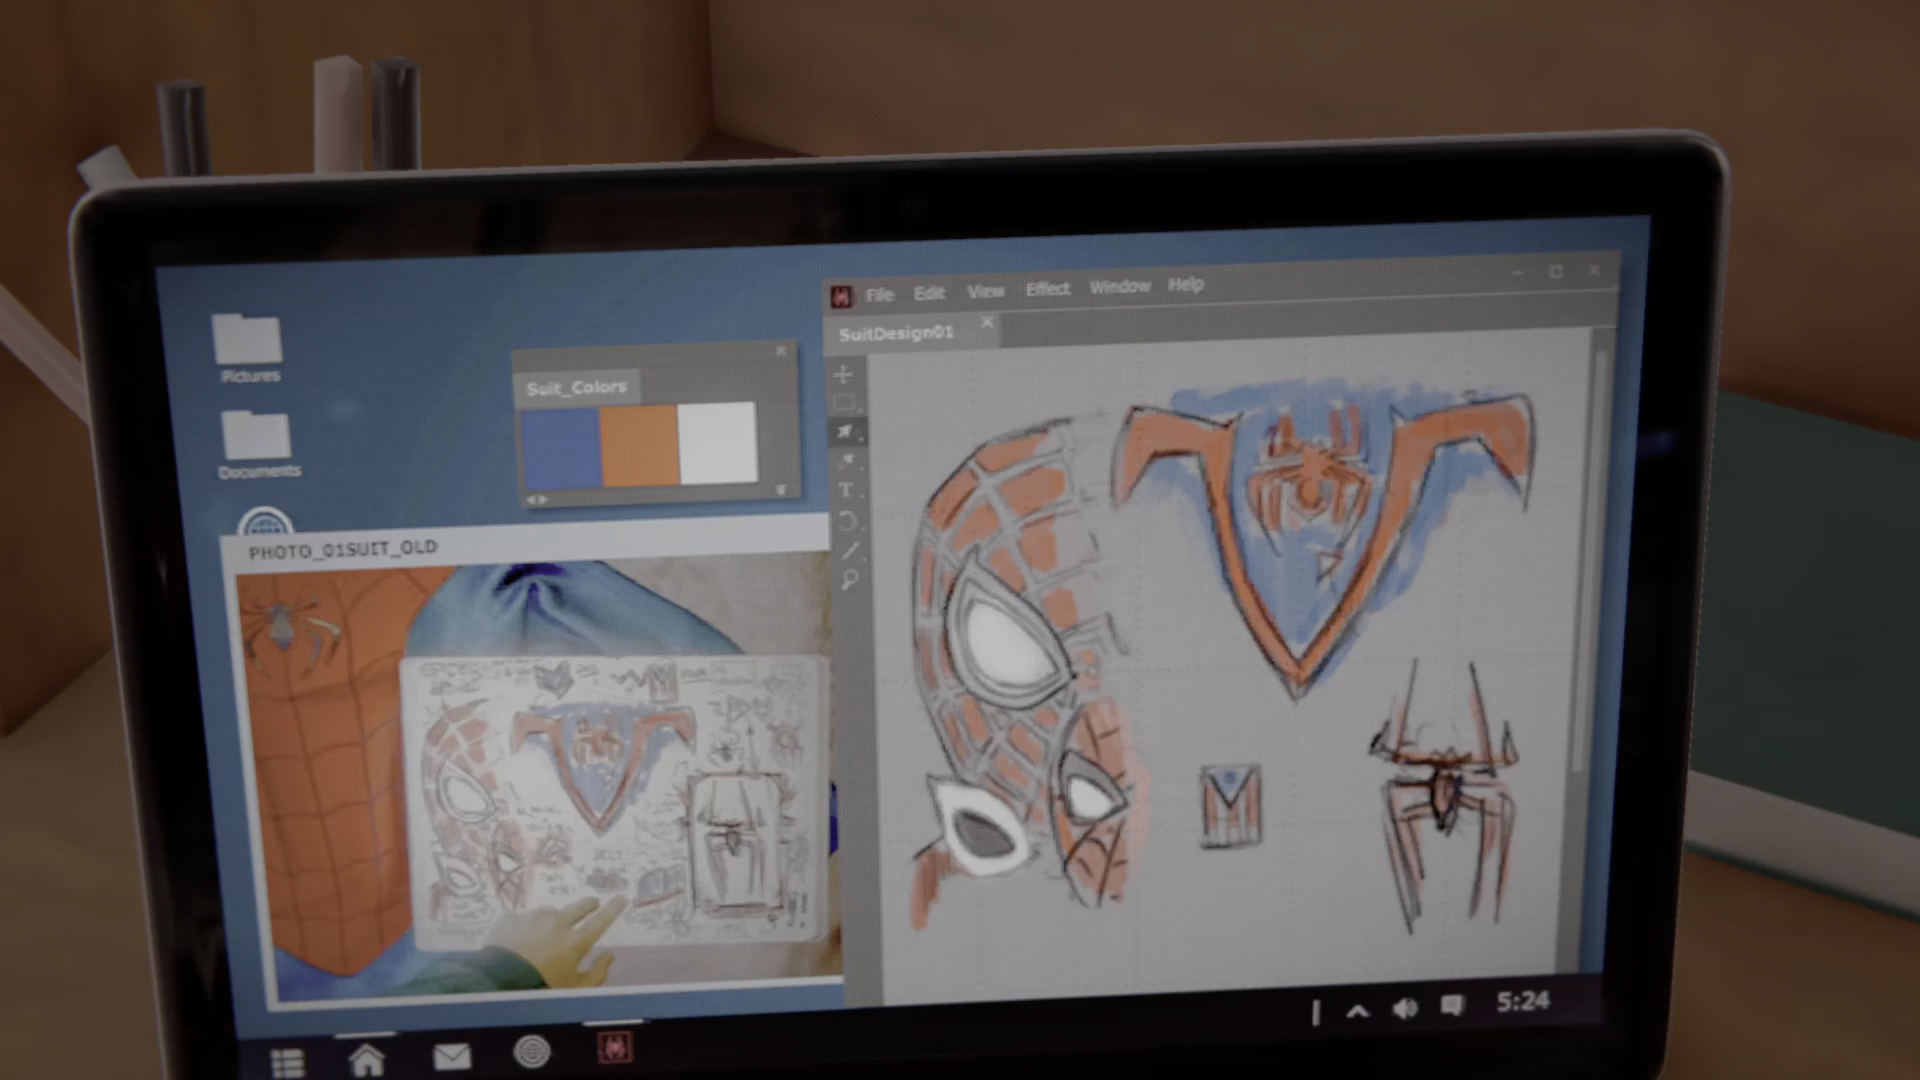 File Edit View Effect Window Help
SuitDesign01
Pictures
Suit_Colors
Documents
T
PHOTO_01SUIT_OLD
5:24